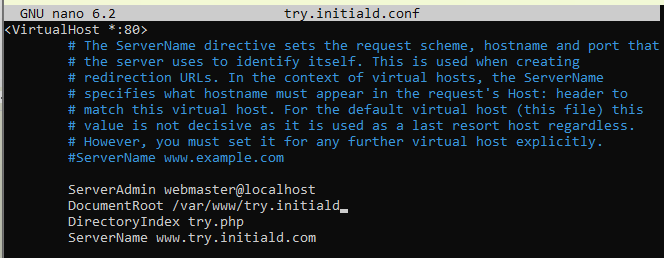 GNU nano 6.2 try.initiald.conf
<VirtualHost *:80>
# The ServerName directive sets the request scheme, hostname and port that
# the server uses to identify itself. This is used when creating
# redirection URLs. In the context of virtual hosts, the ServerName
# specifies what hostname must appear in the request's Host: header to
# match this virtual host. For the default virtual host (this file) this
# value is not decisive as it is used as a last resort host regardless.
# However, you must set it for any further virtual host explicitly.
#ServerName www.example.com
ServerAdmin webmaster@localhost
DocumentRoot /var/www/try.initiald
DirectoryIndex try.php
ServerName www.try.initiald.com